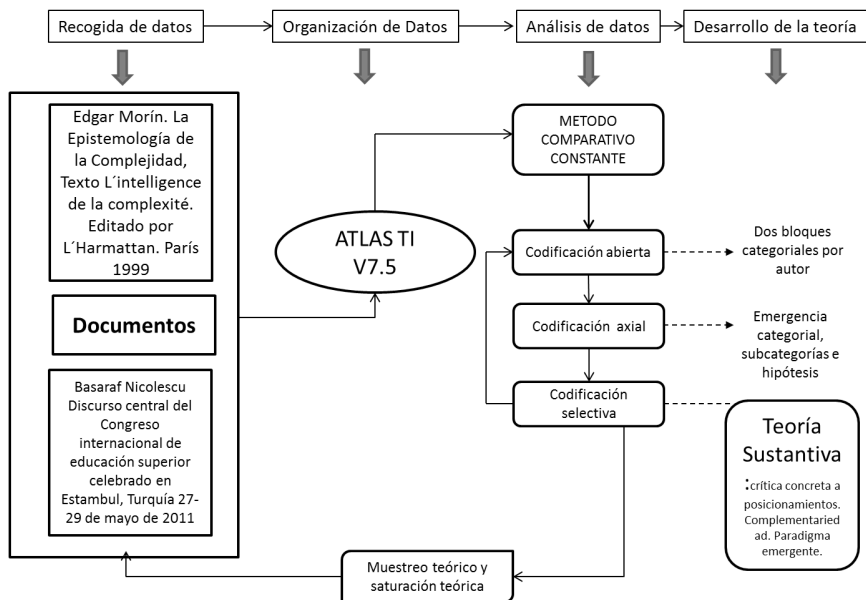 Recogida de datos
Organización de Datos
Análisis de datos
Desarrollo de la teoría
Edgar Morín. La
Epistemología de
la Complejidad,
Texto L´intelligence
de la complexité.
Editado por
L´Harmattan. París
1999
Documentos
Basaraf Nicolescu
Discurso central del
Congreso
internacional de
educación superior
celebrado en
Estambul, Turquía 27-
29 de mayo de 2011
ATLAS TI
V7.5
METODO
COMPARATIVO
CONSTANTE
Codificación abierta
Codificación axial
Codificación
selectiva
Dos bloques
categoriales por
autor
Emergencia
categorial,
subcategorías e
hipótesis
Teoría
Sustantiva
:crítica concreta a
posicionamientos.
Complementaried
ad. Paradigma
emergente.
Muestreo teórico y
saturación teórica